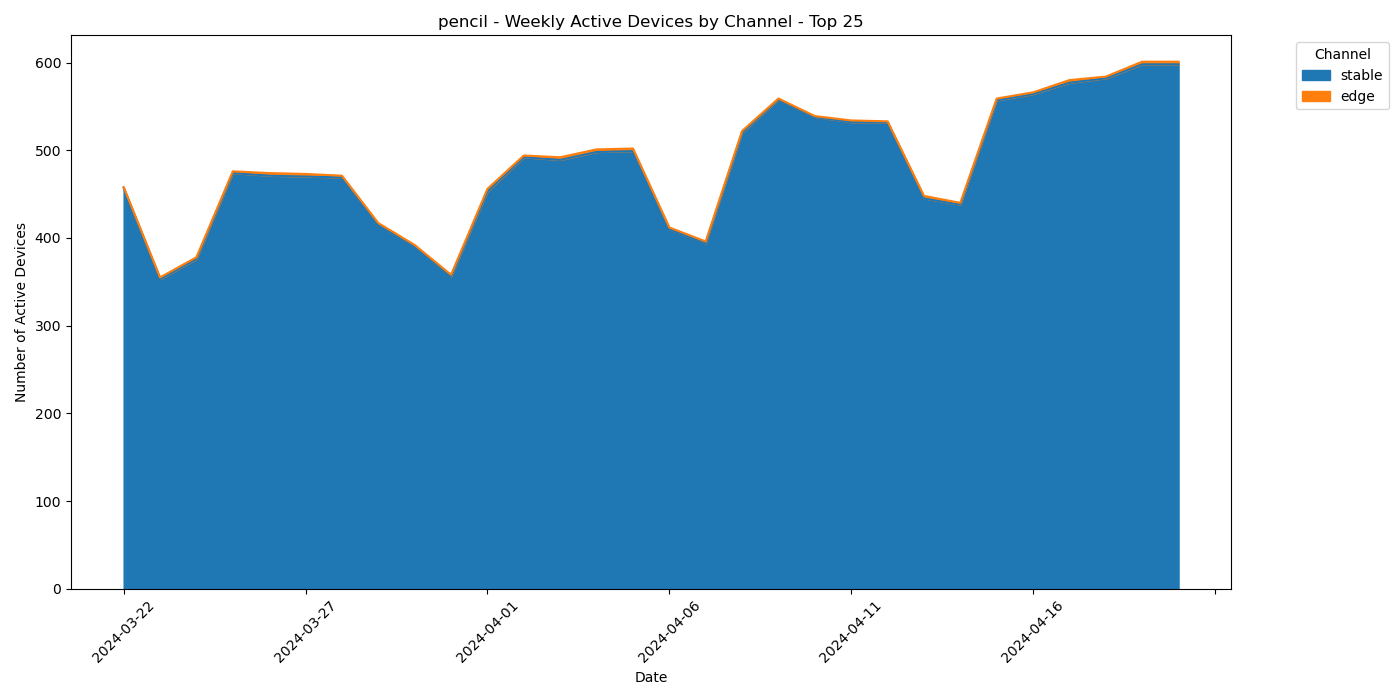 pencil - Weekly Active Devices by Channel - Top 25
Channel
stable
edge
Number of Active Devices
600
500
400
300
200
100
0
2024-03-22
2024-03-27
2024-04-01
2024-04-06
2024-04-11
2024-04-16
Date